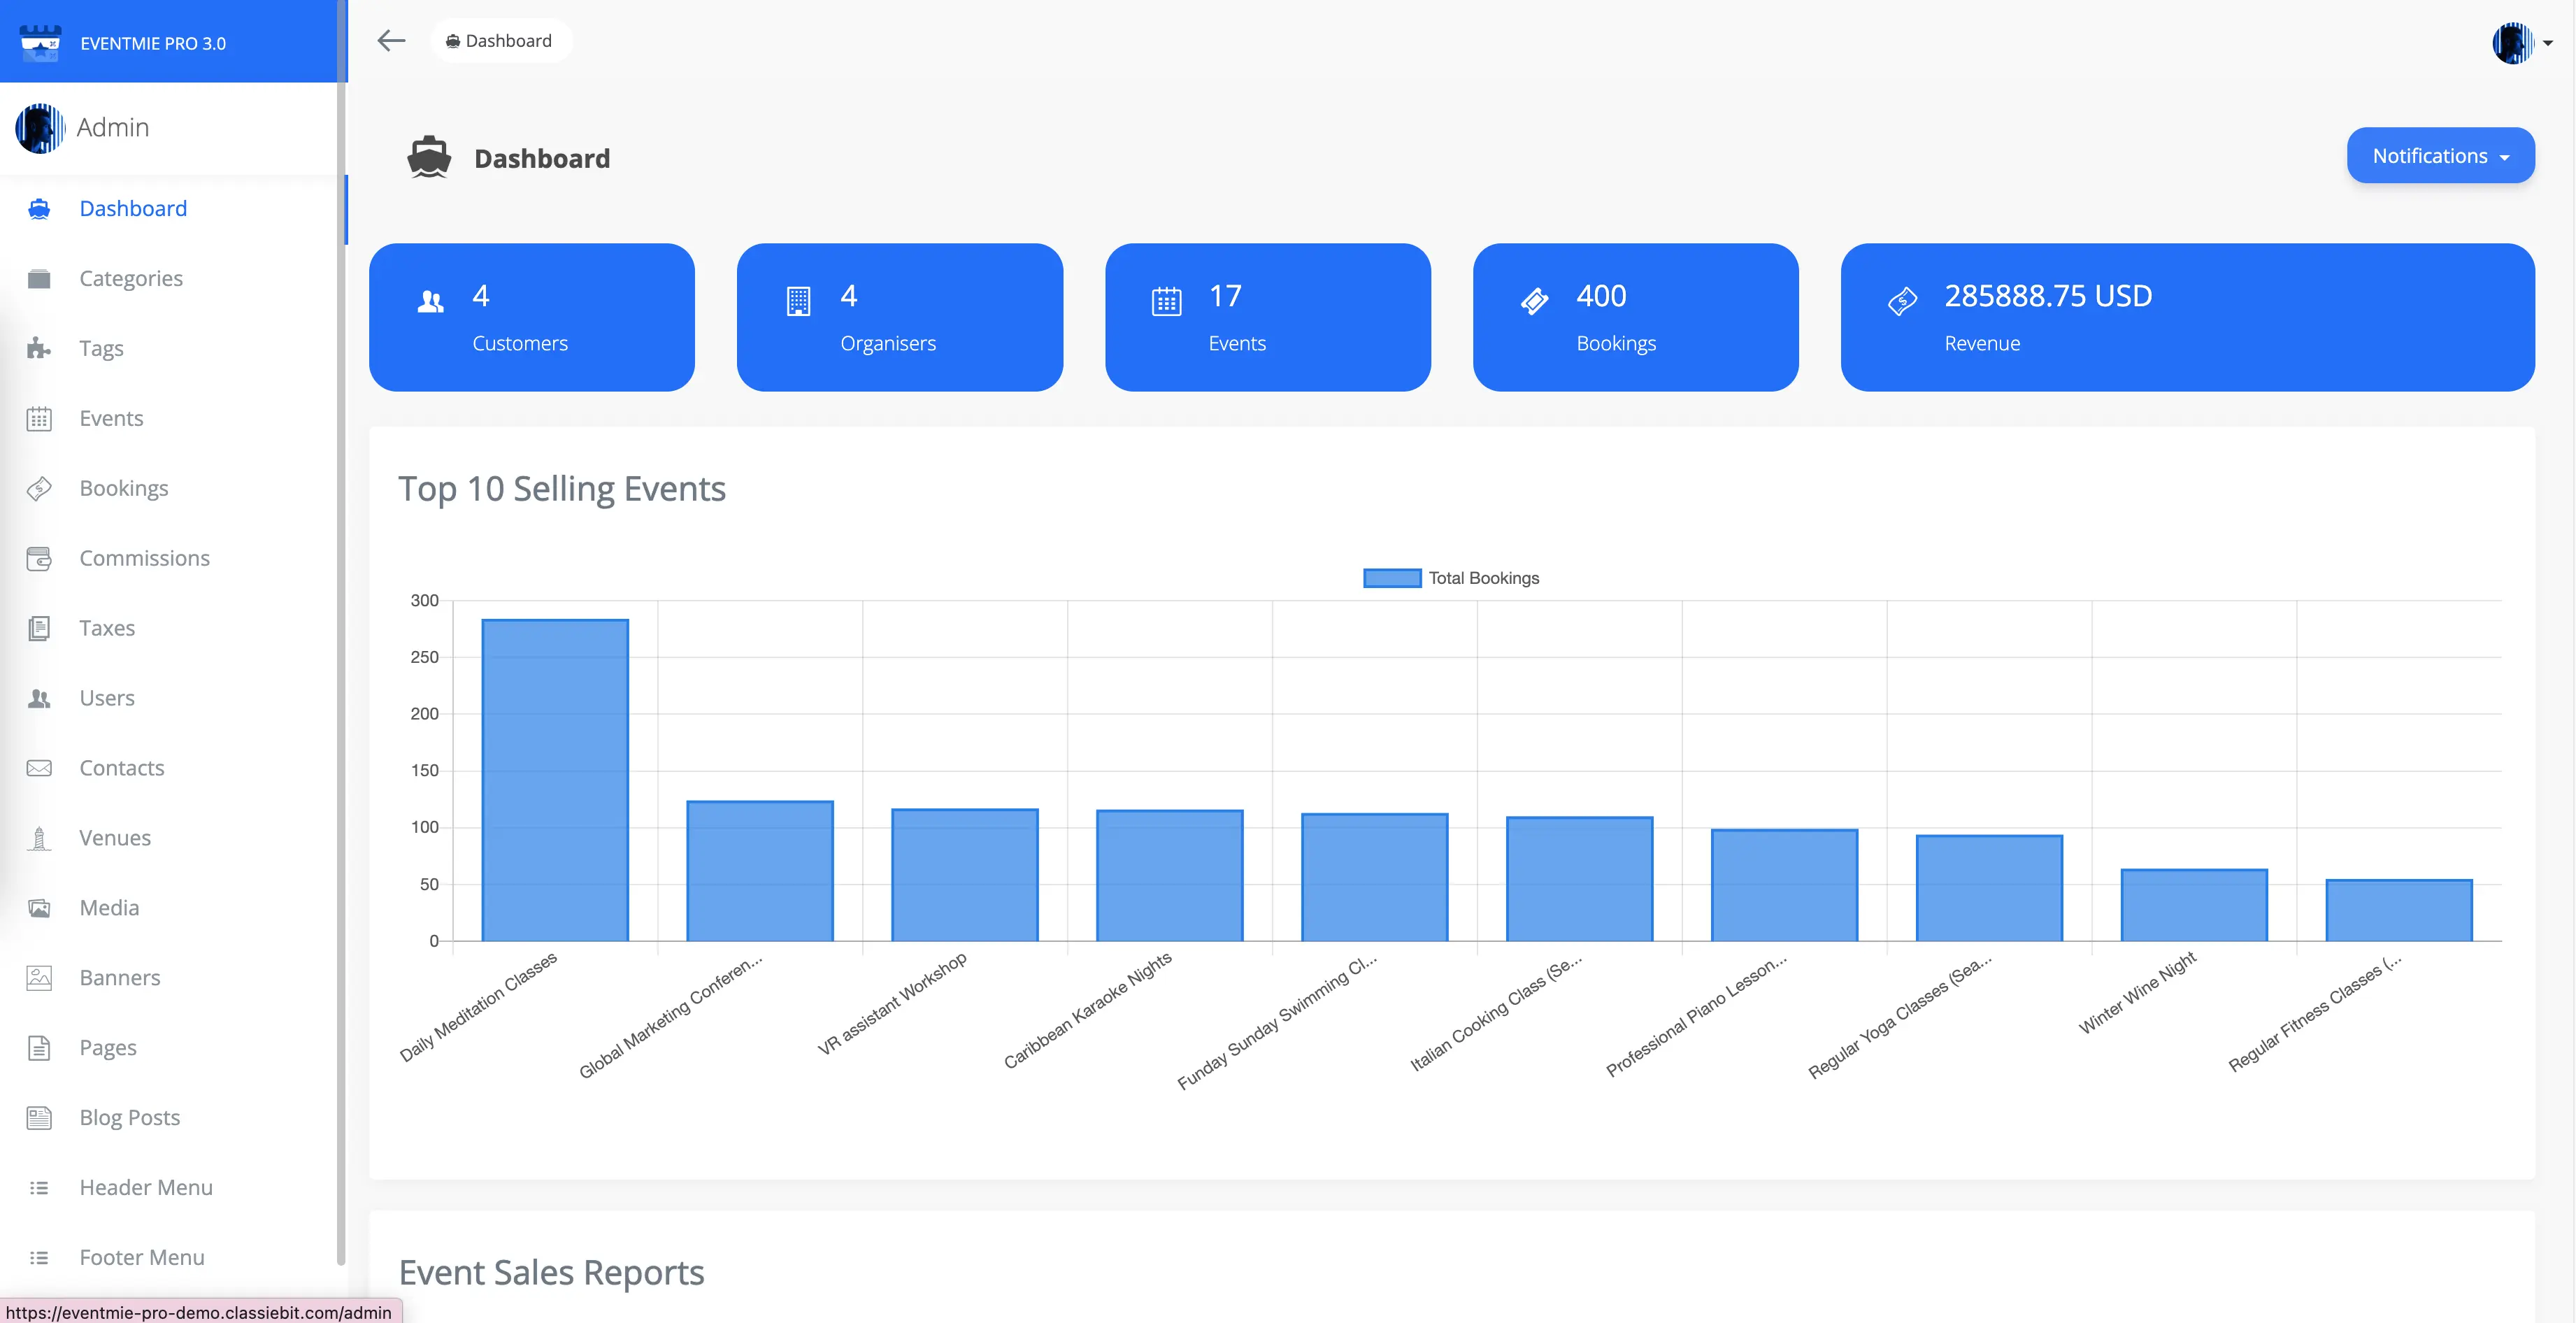 EVENTMIE PRO 3.0
Dashboard
Admin
Dashboard
Categories
Tags
Events
Bookings
Commissions
Taxes
Users
Contacts
Venues
Media
Banners
Pages
Blog Posts
Header Menu
Footer Menu
https://eventmie-pro-demo.classiebit.com/admin
Dashboard
Notifications
4
Customers
4
Organisers
17
Events
400
Bookings
285888.75 USD
Revenue
Top 10 Selling Events
Total Bookings
300
250
200
150
100
50
0
Daily Meditation Classes
Global Marketing Conferen...
VR assistant Workshop
Caribbean Karaoke Nights
Funday Sunday Swimming Cl...
Italian Cooking Class (Se...
Professional Piano Lesson...
Regular Yoga Classes (Sea...
Winter Wine Night
Regular Fitness Classes (...
Event Sales Reports